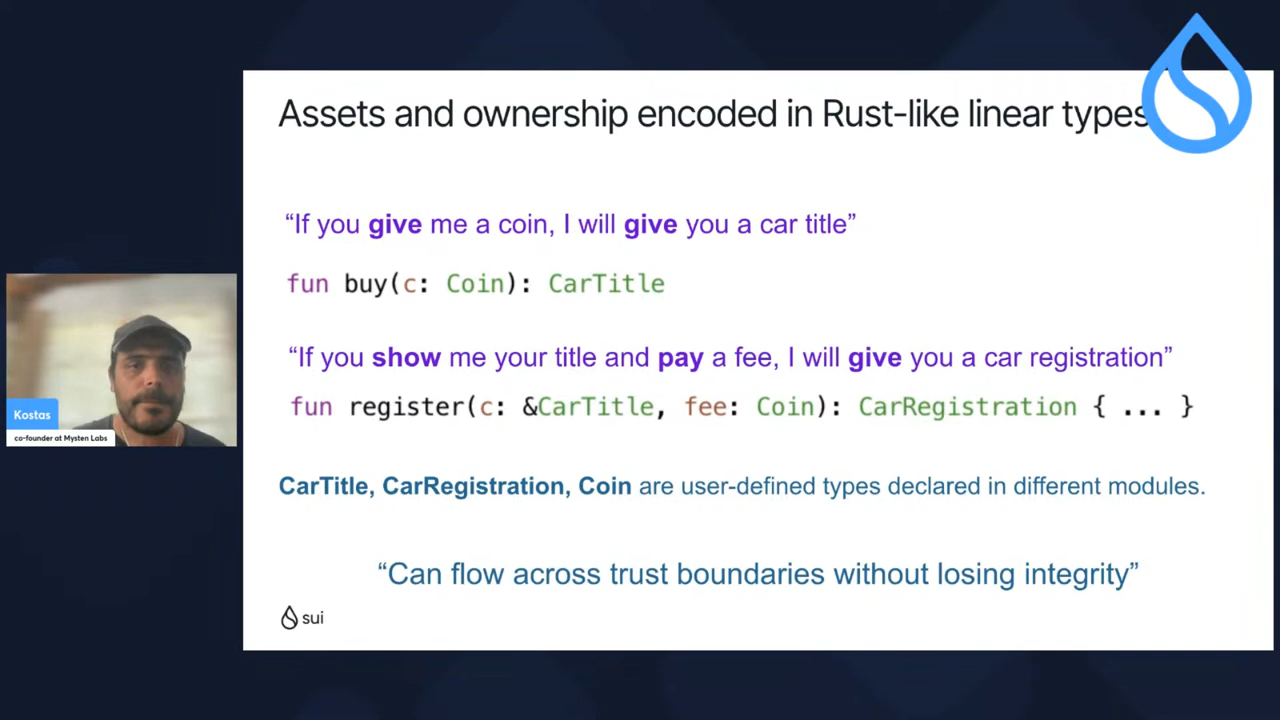 Assets and ownership encoded in Rust-like linear types
“If you give me a coin, I will give you a car title”
fun buy(c: Coin): CarTitle
“If you show me your title and pay a fee, I will give you a car registration”
fun register(c: &CarTitle, fee: Coin): CarRegistration { ... }
CarTitle, CarRegistration, Coin are user-defined types declared in different modules.
“Can flow across trust boundaries without losing integrity”
sui
Kostas
co-founder at Mysten Labs